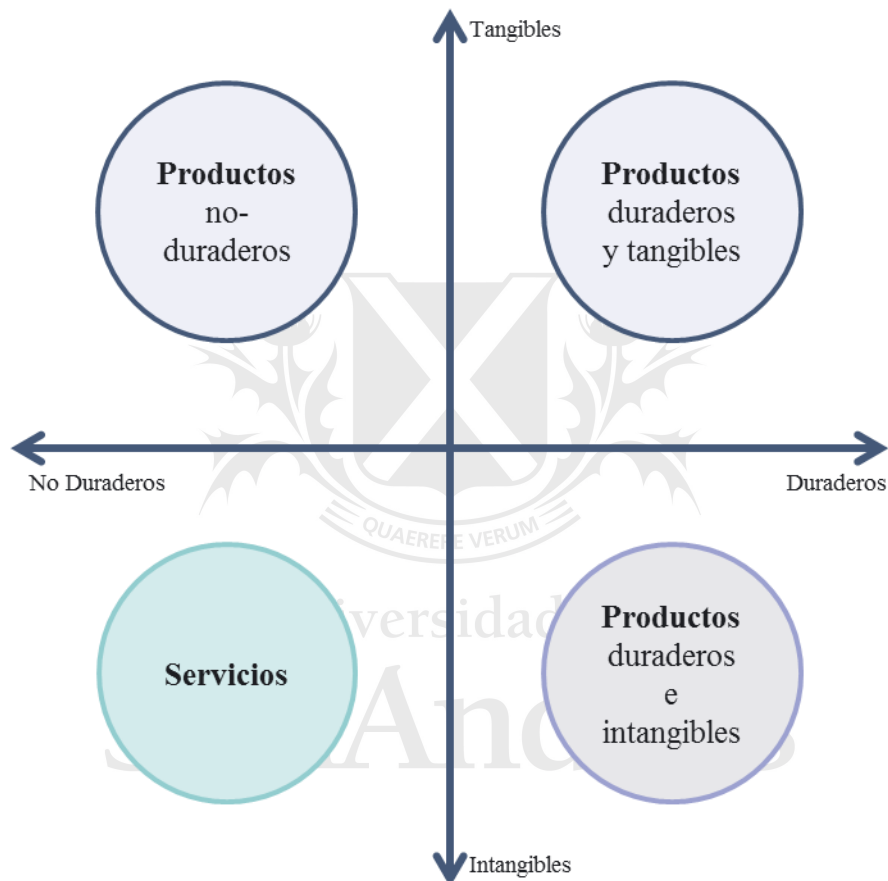 Tangibles
Productos
no-
duraderos
Productos
duraderos
y tangibles
No Duraderos
Duraderos
QUAERERE VERUM
Servicios
Productos
duraderos
e
intangibles
Intangibles